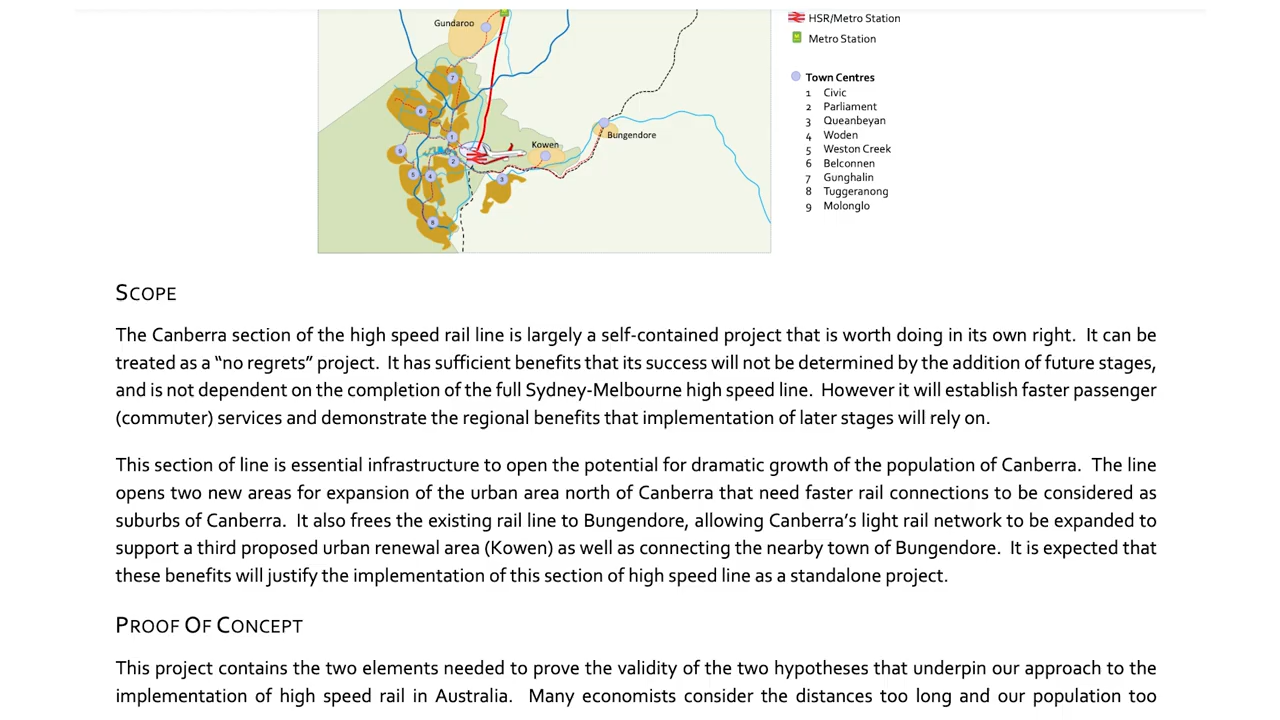 Gundaroo
7
6
1
9
2
5
4
3
8
Kowen
Bungendore
HSR/Metro Station
M
Metro Station
Town Centres
1 Civic
2 Parliament
3 Queanbeyan
4 Woden
5 Weston Creek
6 Belconnen
7 Gunghalin
8 Tuggeranong
9 Molonglo
SCOPE
The Canberra section of the high speed rail line is largely a self-contained project that is worth doing in its own right. It can be
treated as a “no regrets” project. It has sufficient benefits that its success will not be determined by the addition of future stages,
and is not dependent on the completion of the full Sydney-Melbourne high speed line. However it will establish faster passenger
(commuter) services and demonstrate the regional benefits that implementation of later stages will rely on.
This section of line is essential infrastructure to open the potential for dramatic growth of the population of Canberra. The line
opens two new areas for expansion of the urban area north of Canberra that need faster rail connections to be considered as
suburbs of Canberra. It also frees the existing rail line to Bungendore, allowing Canberra’s light rail network to be expanded to
support a third proposed urban renewal area (Kowen) as well as connecting the nearby town of Bungendore. It is expected that
these benefits will justify the implementation of this section of high speed line as a standalone project.
PROOF OF CONCEPT
This project contains the two elements needed to prove the validity of the two hypotheses that underpin our approach to the
implementation of high speed rail in Australia. Many economists consider the distances too long and our population too